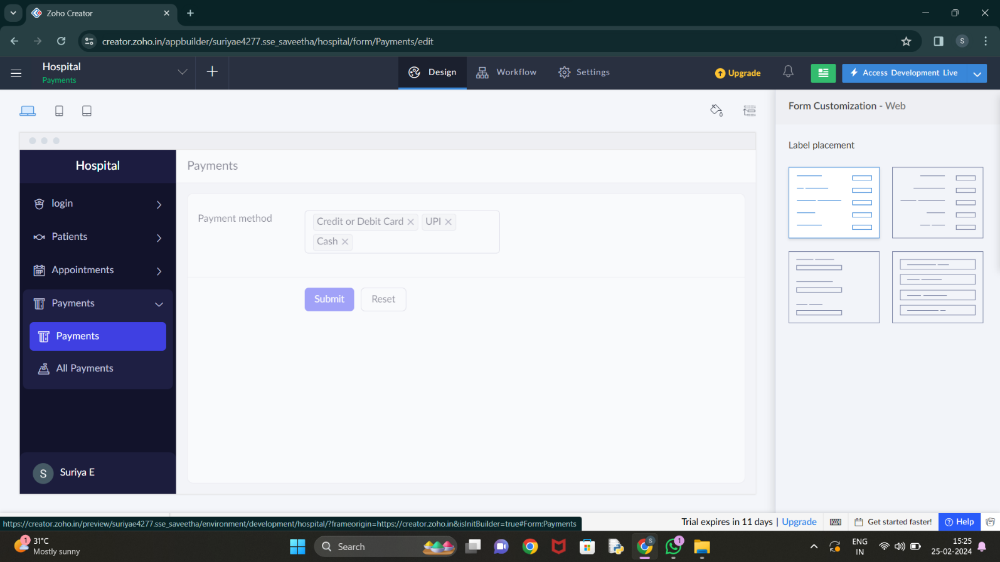 Zoho Creator
creator.zoho.in/appbuilder/suriyae4277.sse_saveetha/hospital/form/Payments/edit
S
Hospital
Payments
Design
Workflow
Settings
Upgrade
Access Development Live
Form Customization - Web
Label placement
Hospital
Payments
login
Patients
Appointments
Payments
Payments
All Payments
Payment method
Credit or Debit Card
UPI
Cash
Submit
Reset
S
Suriya E
https://creator.zoho.in/preview/suriyae4277.sse_saveetha/environment/development/hospital/?frameorigin=https://creator.zoho.in&isInitBuilder=true#Form:Payments
Trial expires in 11 days | Upgrade
Get started faster!
Help
1
31°C
Mostly sunny
Search
S
1
ENG
IN
15:25
25-02-2024